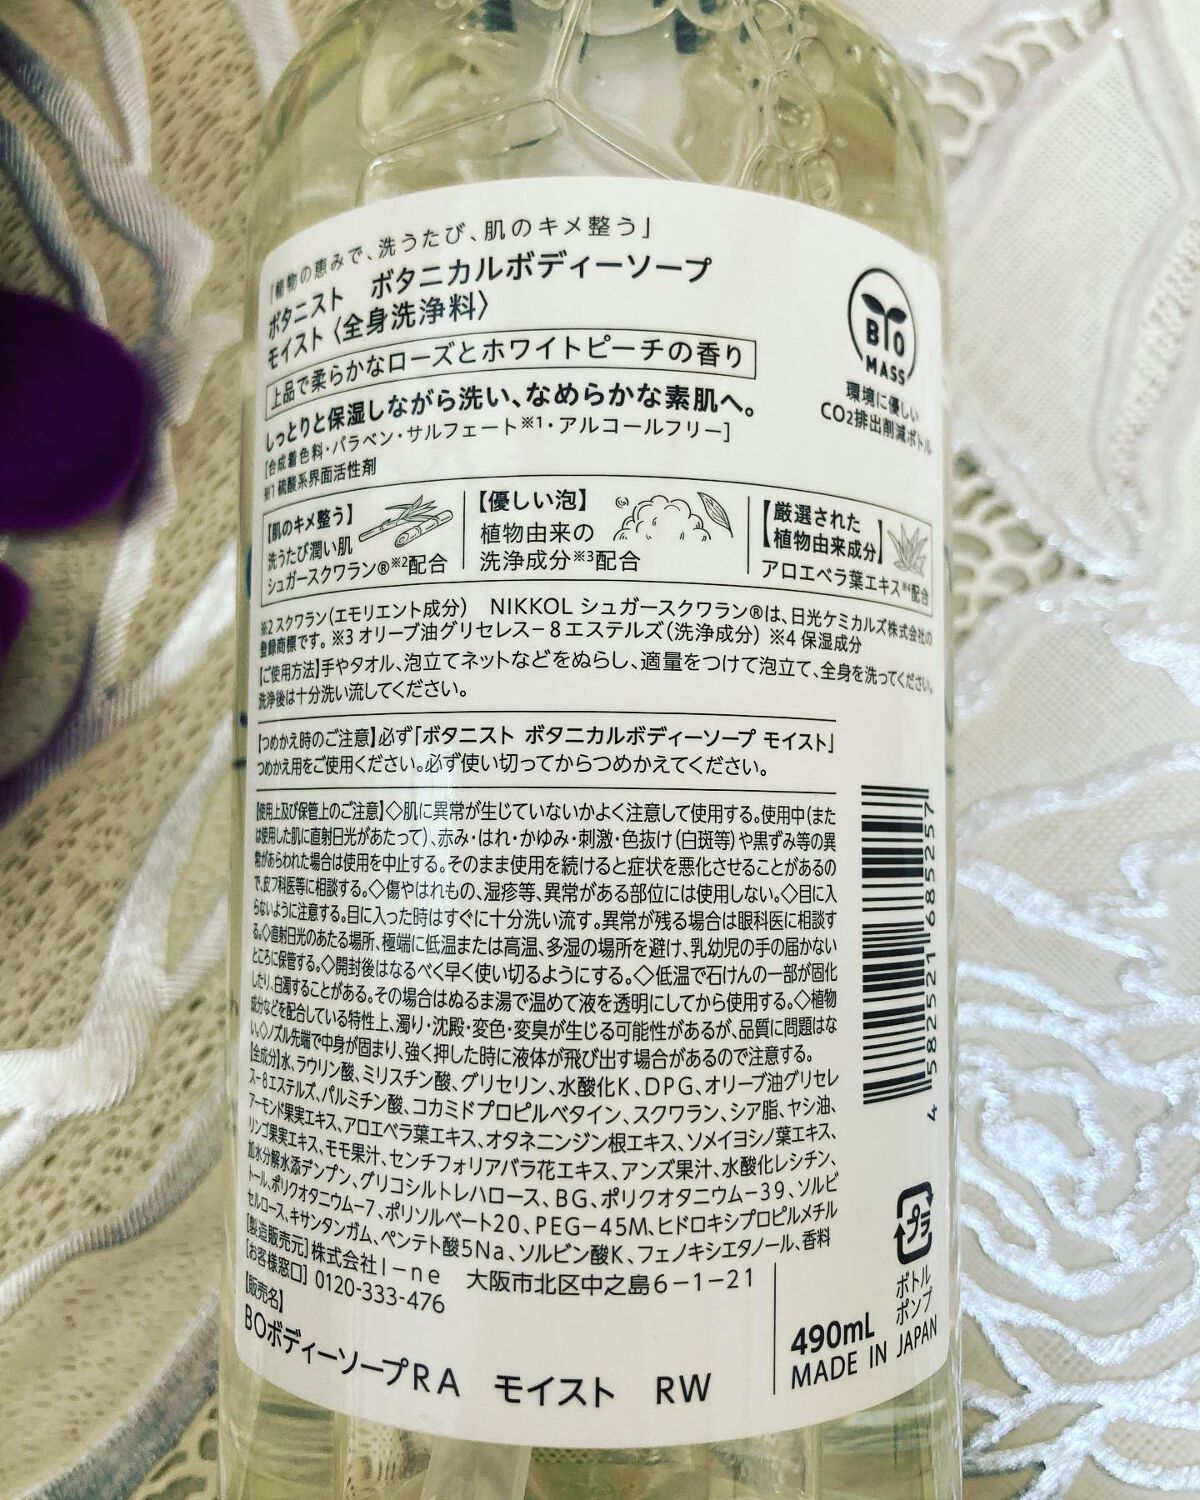 「植物の恵みで、洗うたび、肌のキメ整う」
ボタニスト ボタニカルボディーソープ
モイスト〈全身洗浄料〉
上品で柔らかなローズとホワイトピーチの香り
しっとりと保湿しながら洗い、なめらかな素肌へ。
[合成着色料・パラベン・サルフェート※1・アルコールフリー]
※1 硫酸系界面活性剤
BIO
MASS
環境に優しい
CO2排出削減ボトル
【肌のキメ整う】
洗うたび潤い肌
シュガースクワラン®※2配合
【優しい泡】
植物由来の
洗浄成分※3配合
【厳選された
植物由来成分】
アロエベラ葉エキス※4配合
※2 スクワラン(エモリエント成分) NIKKOL シュガースクワラン®は、日光ケミカルズ株式会社の
登録商標です。 ※3 オリーブ油グリセレス－8エステルズ(洗浄成分) ※4 保湿成分
【ご使用方法】手やタオル、泡立てネットなどをぬらし、適量をつけて泡立て、全身を洗ってください。
洗浄後は十分洗い流してください。
【つめかえ時のご注意】必ず「ボタニスト ボタニカルボディーソープ モイスト」
つめかえ用をご使用ください。必ず使い切ってからつめかえてください。
【使用上及び保管上のご注意】◇肌に異常が生じていないかよく注意して使用する。使用中(また
は使用した肌に直射日光があたって)、赤み・はれ・かゆみ・刺激・色抜け(白斑等)や黒ずみ等の異
常があらわれた場合は使用を中止する。そのまま使用を続けると症状を悪化させることがあるの
で、皮フ科医等に相談する。◇傷やはれもの、湿疹等、異常がある部位には使用しない。◇目に入
らないように注意する。目に入った時はすぐに十分洗い流す。異常が残る場合は眼科医に相談す
る。◇直射日光のあたる場所、極端に低温または高温、多湿の場所を避け、乳幼児の手の届かない
ところに保管する。◇開封後はなるべく早く使い切るようにする。◇低温で石けんの一部が固化
したり、白濁することがある。その場合はぬるま湯で温めて液を透明にしてから使用する。◇植物
成分などを配合している特性上、濁り・沈殿・変色・変臭が生じる可能性があるが、品質に問題はな
い。◇ノズル先端で中身が固まり、強く押した時に液体が飛び出す場合があるので注意する。
【全成分】水、ラウリン酸、ミリスチン酸、グリセリン、水酸化K、DPG、オリーブ油グリセレ
ス－8エステルズ、パルミチン酸、コカミドプロピルベタイン、スクワラン、シア脂、ヤシ油、
アーモンド果実エキス、アロエベラ葉エキス、オタネニンジン根エキス、ソメイヨシノ葉エキス、
リンゴ果実エキス、モモ果汁、センチフォリアバラ花エキス、アンズ果汁、水酸化レシチン、
加水分解水添デンプン、グリコシルトレハロース、BG、ポリクオタニウム－39、ソルビ
トール、ポリクオタニウム－7、ポリソルベート20、PEG－45M、ヒドロキシプロピルメチル
セルロース、キサンタンガム、ペンテト酸5Na、ソルビン酸K、フェノキシエタノール、香料
【製造販売元】株式会社I－ne 大阪市北区中之島6－1－21
【お客様窓口】0120-333-476
【販売名】
BOボディーソープRA モイスト RW
4 582521 685257
プラ
ボトル
ポンプ
490mL
MADE IN JAPAN